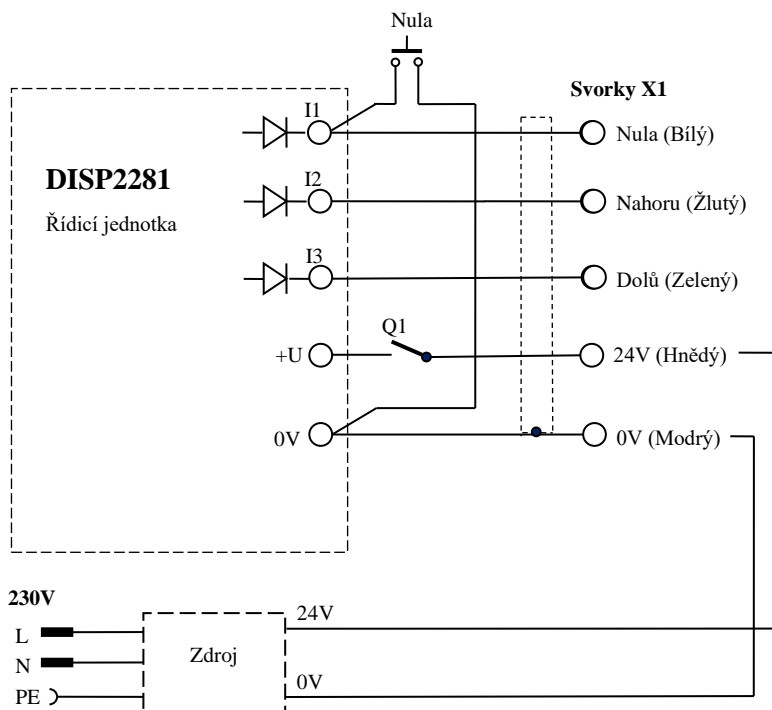 Nula
Svorky X1
I1
Nula (Bílý)
DISP2281
I2
Nahoru (Žlutý)
Řídicí jednotka
I3
Dolů (Zelený)
Q1
+U
24V (Hnědý)
0V
0V (Modrý)
230V
24V
L
Zdroj
N
0V
PE